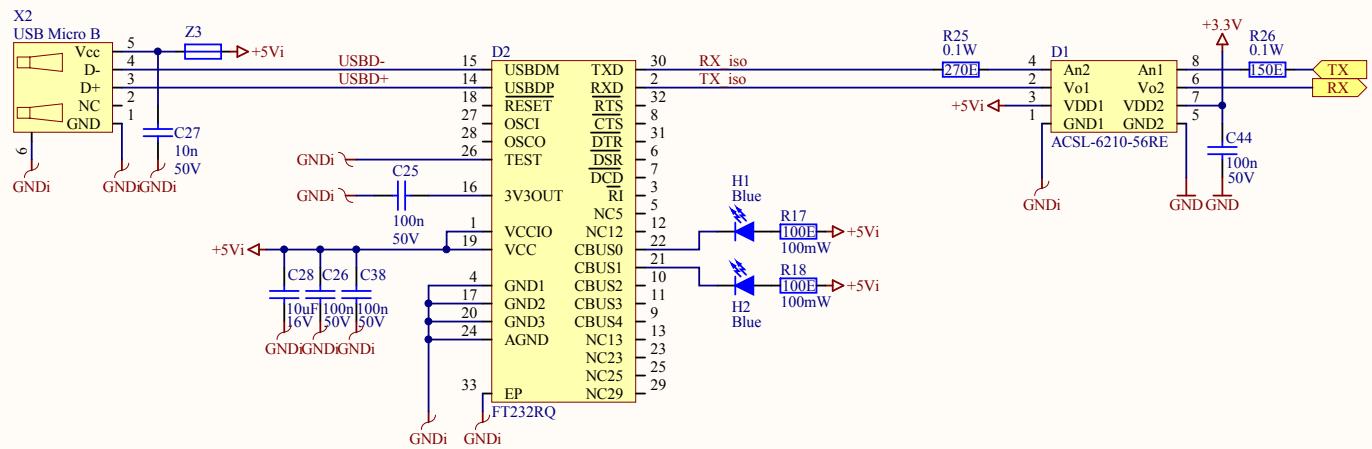 X2
USB Micro B
5 Vcc
4 D-
3 D+
2 NC
1 GND
6
GNDi
GNDi
GNDi
Z3
+5Vi
C27
10n
50V
USBD-
USBD+
D2
15 USBDM
14 USBDP
18 RESET
27 OSCI
28 OSCO
26 TEST
16 3V3OUT
1 VCCIO
19 VCC
4 GND1
17 GND2
20 GND3
24 AGND
33 EP
FT232RQ
TXD 30
RXD 2
RTS 32
CTS 8
DTR 31
DSR 6
DCD 7
RI 3
NC5 5
NC12 12
CBUS0 22
CBUS1 21
CBUS2 10
CBUS3 11
CBUS4 9
NC13 13
NC23 23
NC25 25
NC29 29
GNDi
GNDi
C25
100n
50V
+5Vi
C28
10uF
16V
C26
100n
50V
C38
100n
50V
GNDi
GNDi
GNDi
GNDi
GNDi
RX_iso
TX_iso
H1
Blue
R17
100E
100mW
+5Vi
H2
Blue
R18
100E
100mW
+5Vi
R25
0.1W
270E
D1
4 An2
2 Vo1
3 VDD1
1 GND1
An1 8
Vo2 6
VDD2 7
GND2 5
ACSL-6210-56RE
+5Vi
GNDi
+3.3V
R26
0.1W
150E
TX
RX
C44
100n
50V
GND
GND